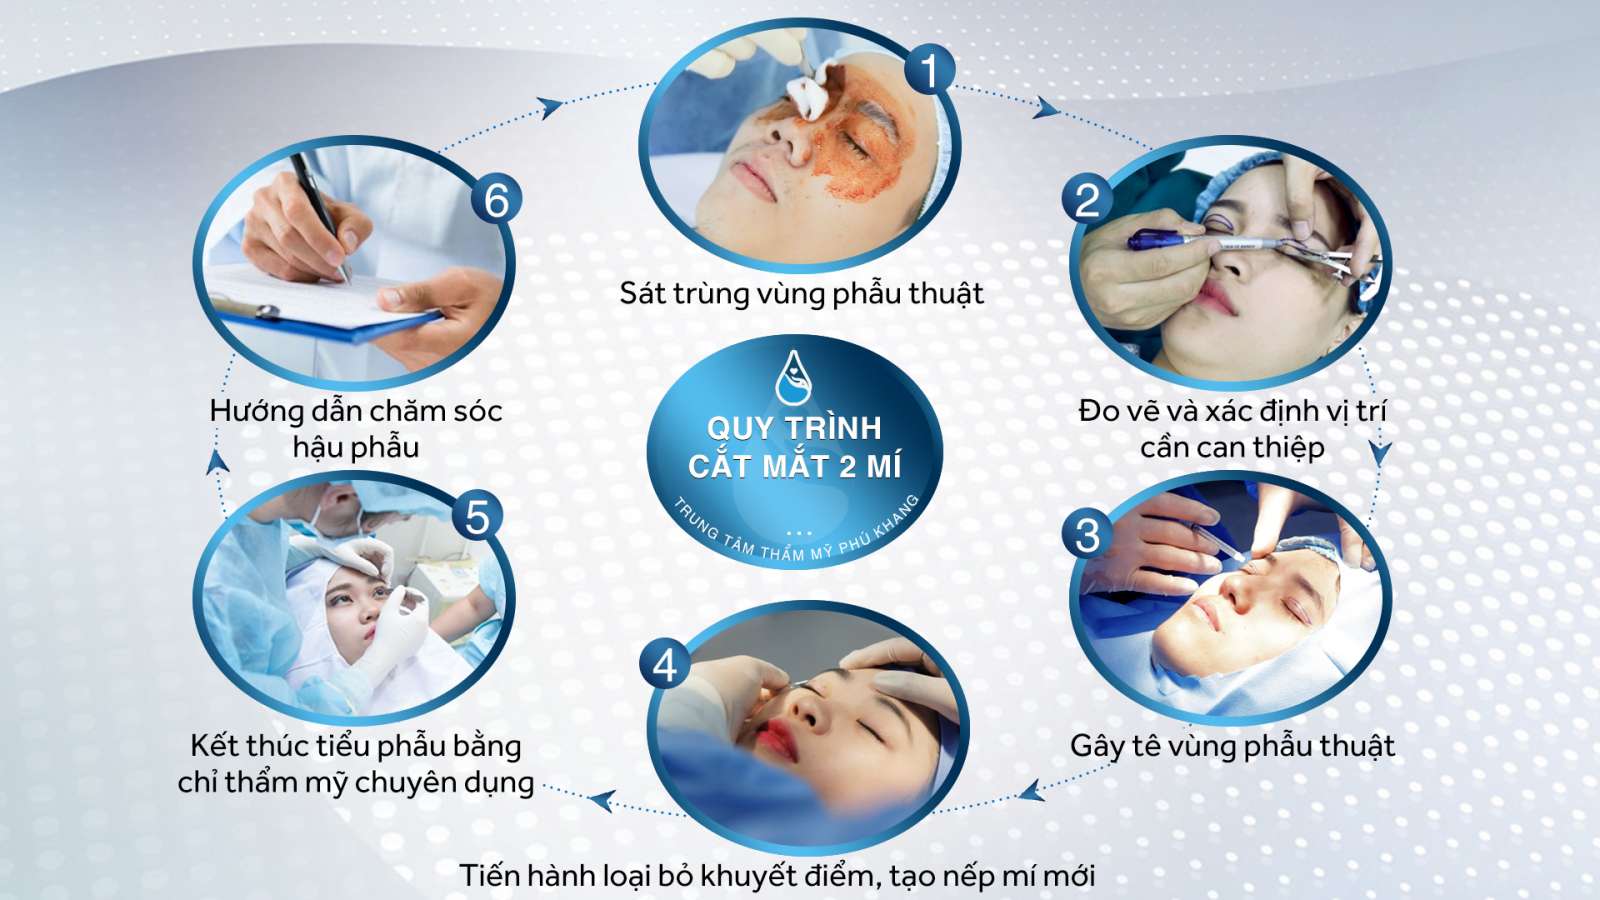 1
Sát trùng vùng phẫu thuật
2
Đo vẽ và xác định vị trí
cần can thiệp
3
Gây tê vùng phẫu thuật
4
Tiến hành loại bỏ khuyết điểm, tạo nếp mí mới
5
Kết thúc tiểu phẫu bằng
chỉ thẩm mỹ chuyên dụng
6
Hướng dẫn chăm sóc
hậu phẫu
QUY TRÌNH
CẮT MẮT 2 MÍ
...
TRUNG TÂM THẨM MỸ PHÚ KHANG